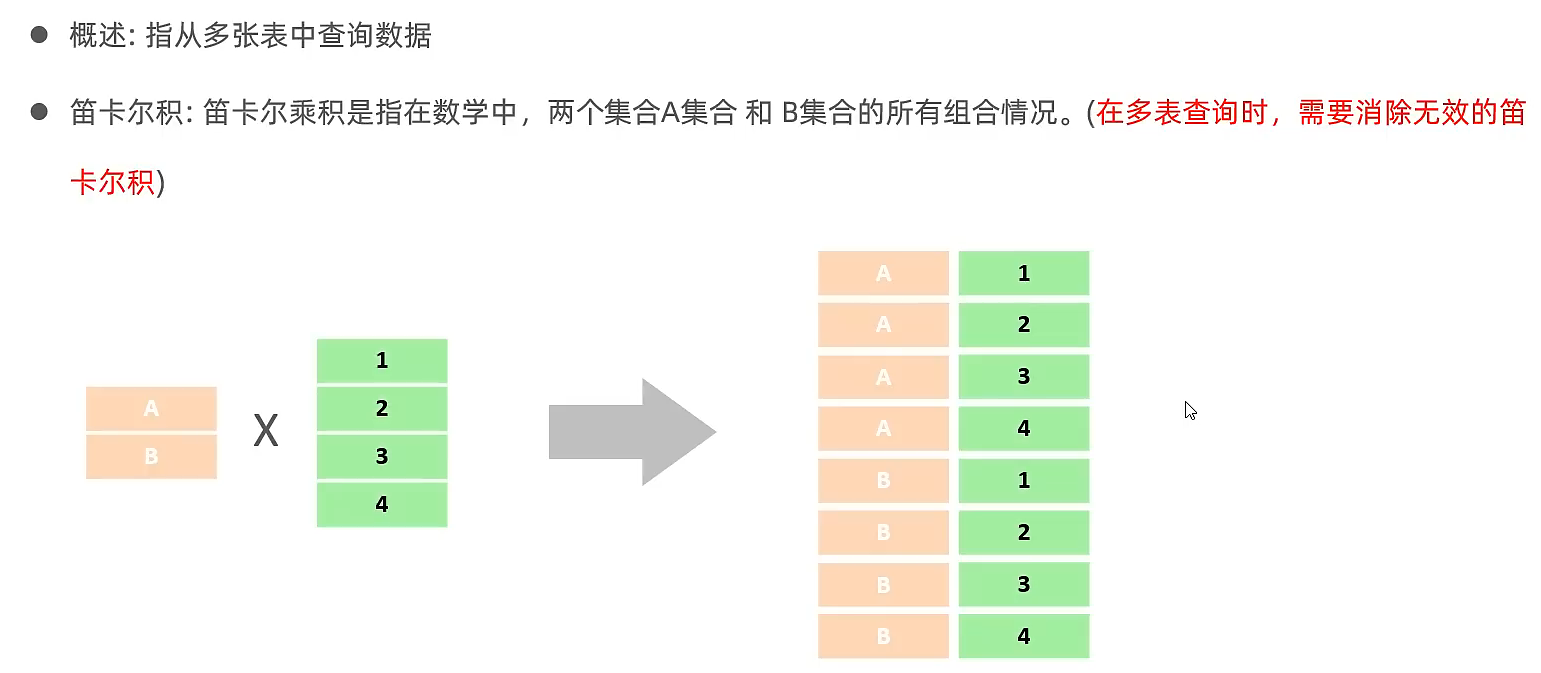 概述: 指从多张表中查询数据
笛卡尔积: 笛卡尔乘积是指在数学中，两个集合A集合 和 B集合的所有组合情况。(在多表查询时，需要消除无效的笛
卡尔积)
A
B
X
1
2
3
4
A 1
A 2
A 3
A 4
B 1
B 2
B 3
B 4